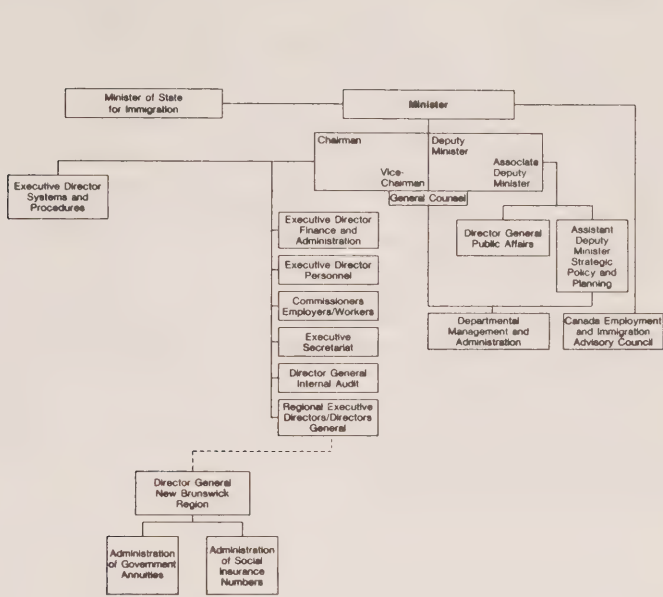 Minister of State
for Immigration
Minister
Chairman
Vice-
Chairman
Deputy
Minister
Associate
Deputy
Minister
General Counsel
Executive Director
Systems and
Procedures
Executive Director
Finance and
Administration
Executive Director
Personnel
Commissioners
Employers/Workers
Executive
Secretariat
Director General
Internal Audit
Regional Executive
Directors/Directors
General
Director General
Public Affairs
Assistant
Deputy
Minister
Strategic
Policy and
Planning
Departmental
Management and
Administration
Canada Employment
and Immigration
Advisory Council
Director General
New Brunswick
Region
Administration
of Government
Annuities
Administration
of Social
Insurance
Numbers